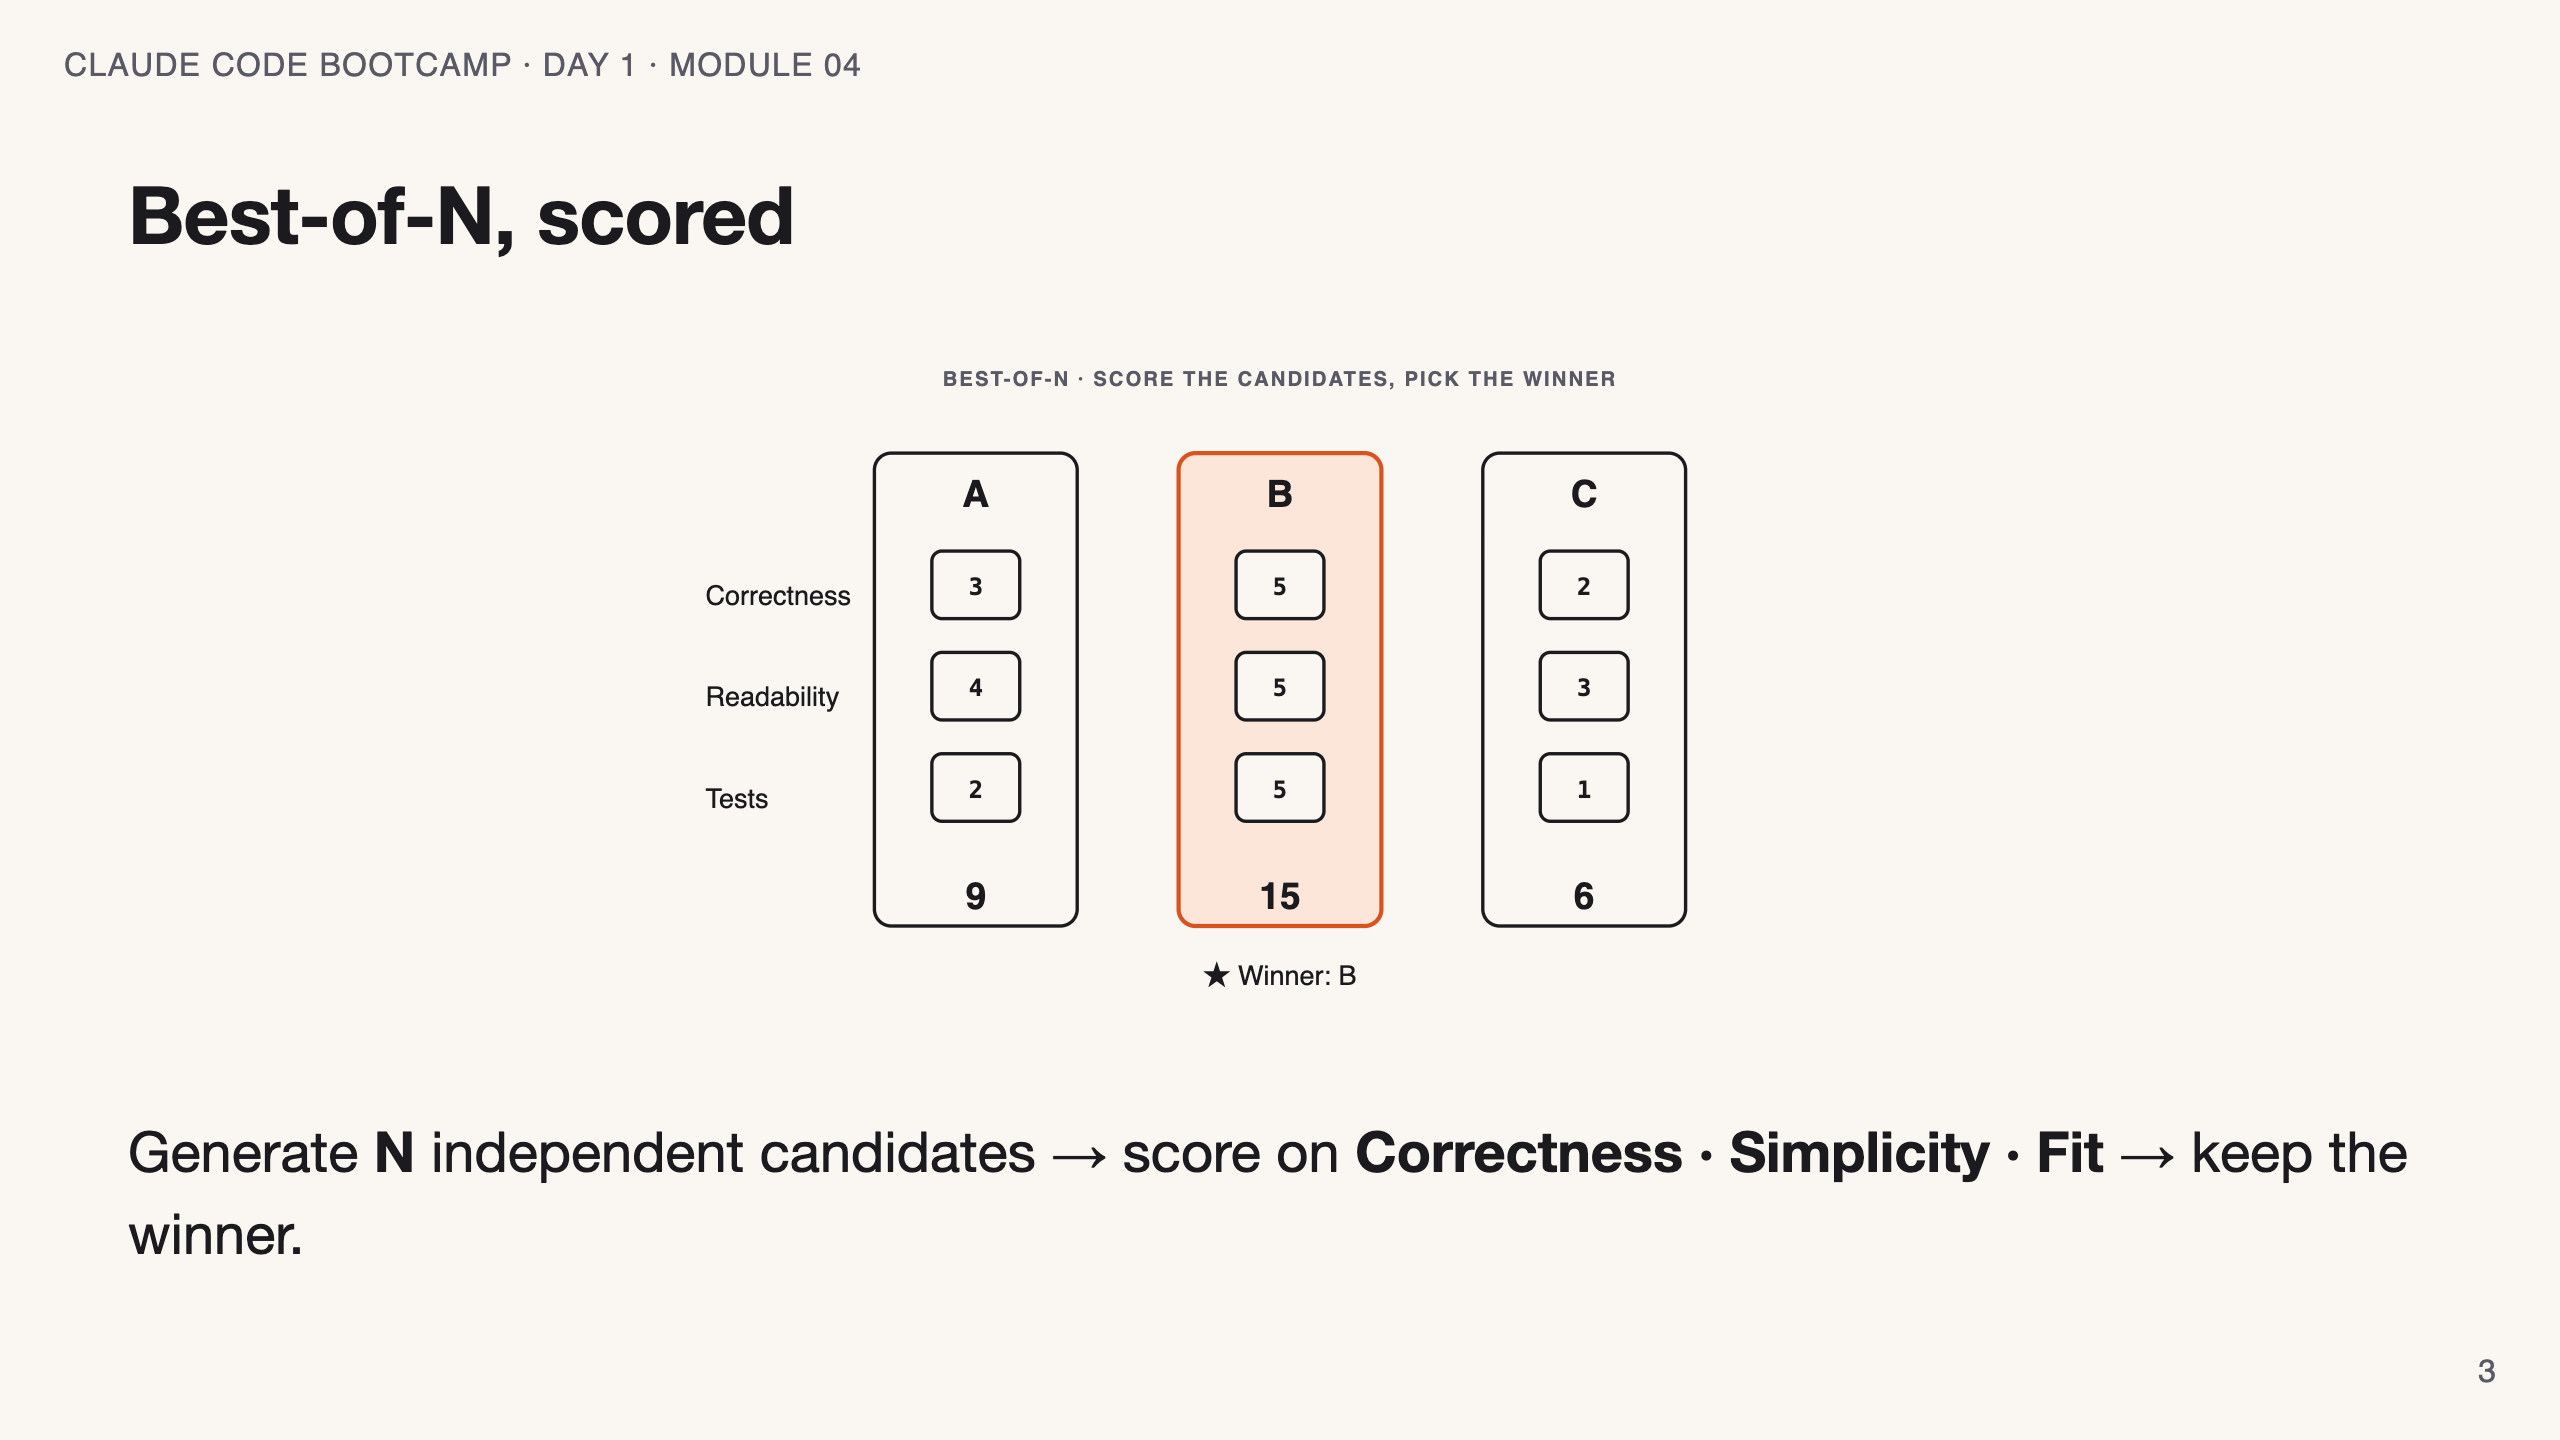 CLAUDE CODE BOOTCAMP · DAY 1 · MODULE 04
Best-of-N, scored
BEST-OF-N · SCORE THE CANDIDATES, PICK THE WINNER
A B C
Correctness 3 5 2
Readability 4 5 3
Tests 2 5 1
9 15 6
★ Winner: B
Generate N independent candidates → score on Correctness · Simplicity · Fit → keep the
winner.
3